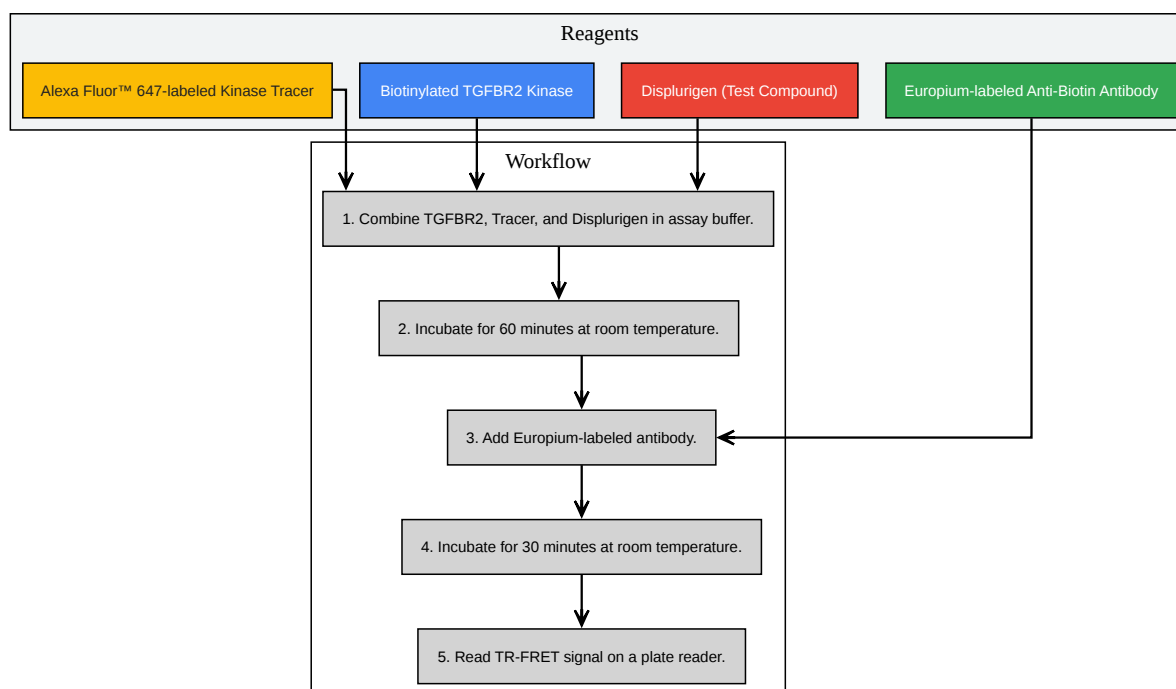 Reagents
Alexa Fluor™ 647-labeled Kinase Tracer
Biotinylated TGFBR2 Kinase
Displurigen (Test Compound)
Europium-labeled Anti-Biotin Antibody
Workflow
1. Combine TGFBR2, Tracer, and Displurigen in assay buffer.
2. Incubate for 60 minutes at room temperature.
3. Add Europium-labeled antibody.
4. Incubate for 30 minutes at room temperature.
5. Read TR-FRET signal on a plate reader.